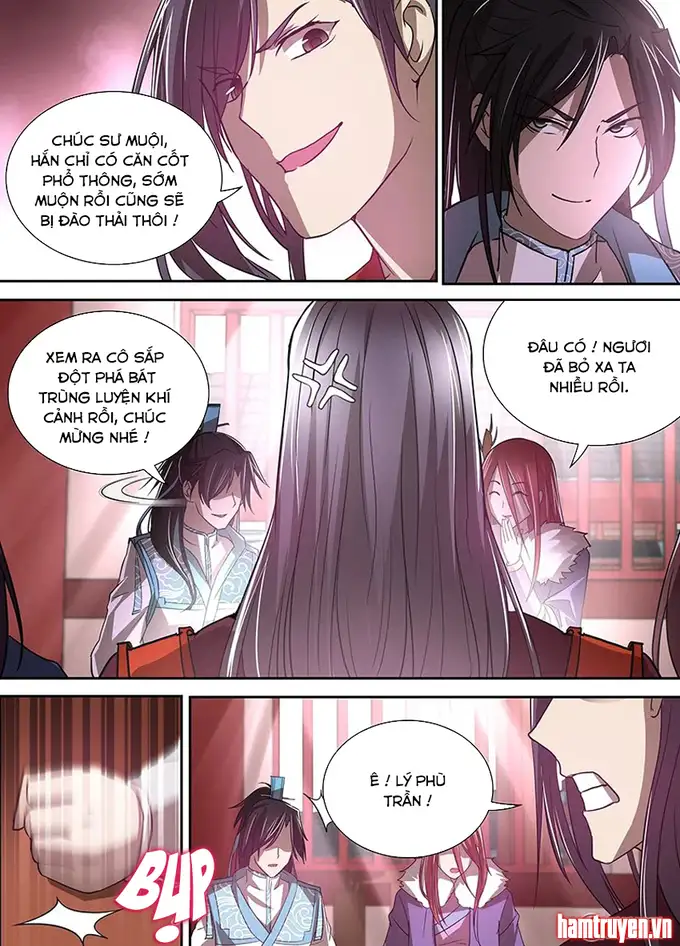 CHÚC SƯ MUỘI,
HẮN CHỈ CÓ CĂN CỐT
PHỔ THÔNG, SỚM
MUỘN RỒI CŨNG SẼ
BỊ ĐÀO THẢI THÔI !
XEM RA CÔ SẮP
ĐỘT PHÁ BÁT
TRÙNG LUYỆN KHÍ
CẢNH RỒI, CHÚC
MỪNG NHÉ !
ĐÂU CÓ ! NGƯƠI
ĐÃ BỎ XA TA
NHIỀU RỒI.
BỤP
Ê ! LÝ PHÙ
TRẦN !
hamtruyen.vn